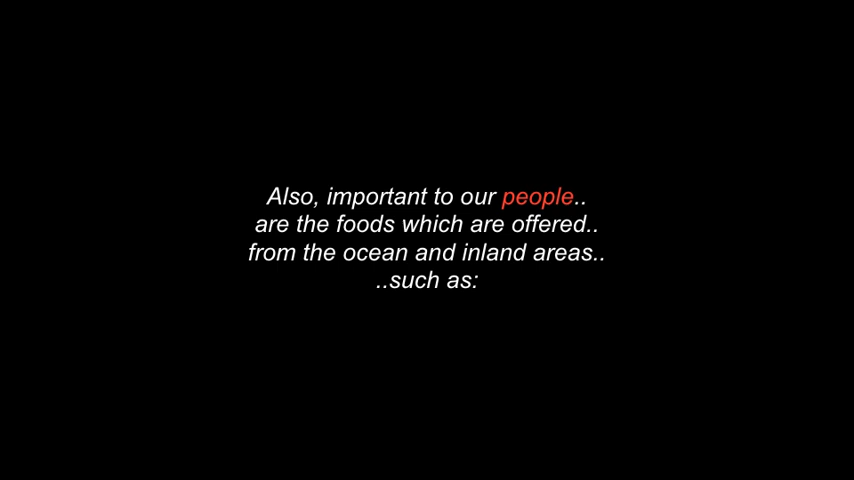 Also, important to our people..
are the foods which are offered..
from the ocean and inland areas..
..such as: